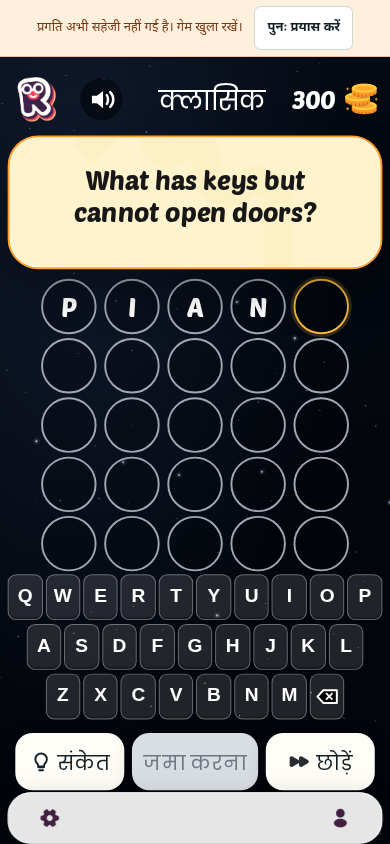 प्रगति अभी सहेजी नहीं गई है। गेम खुला रखें।
पुनः प्रयास करें
क्लासिक
300
What has keys but
cannot open doors?
P I A N
Q W E R T Y U I O P
A S D F G H J K L
Z X C V B N M
संकेत
जमा करना
छोड़ें